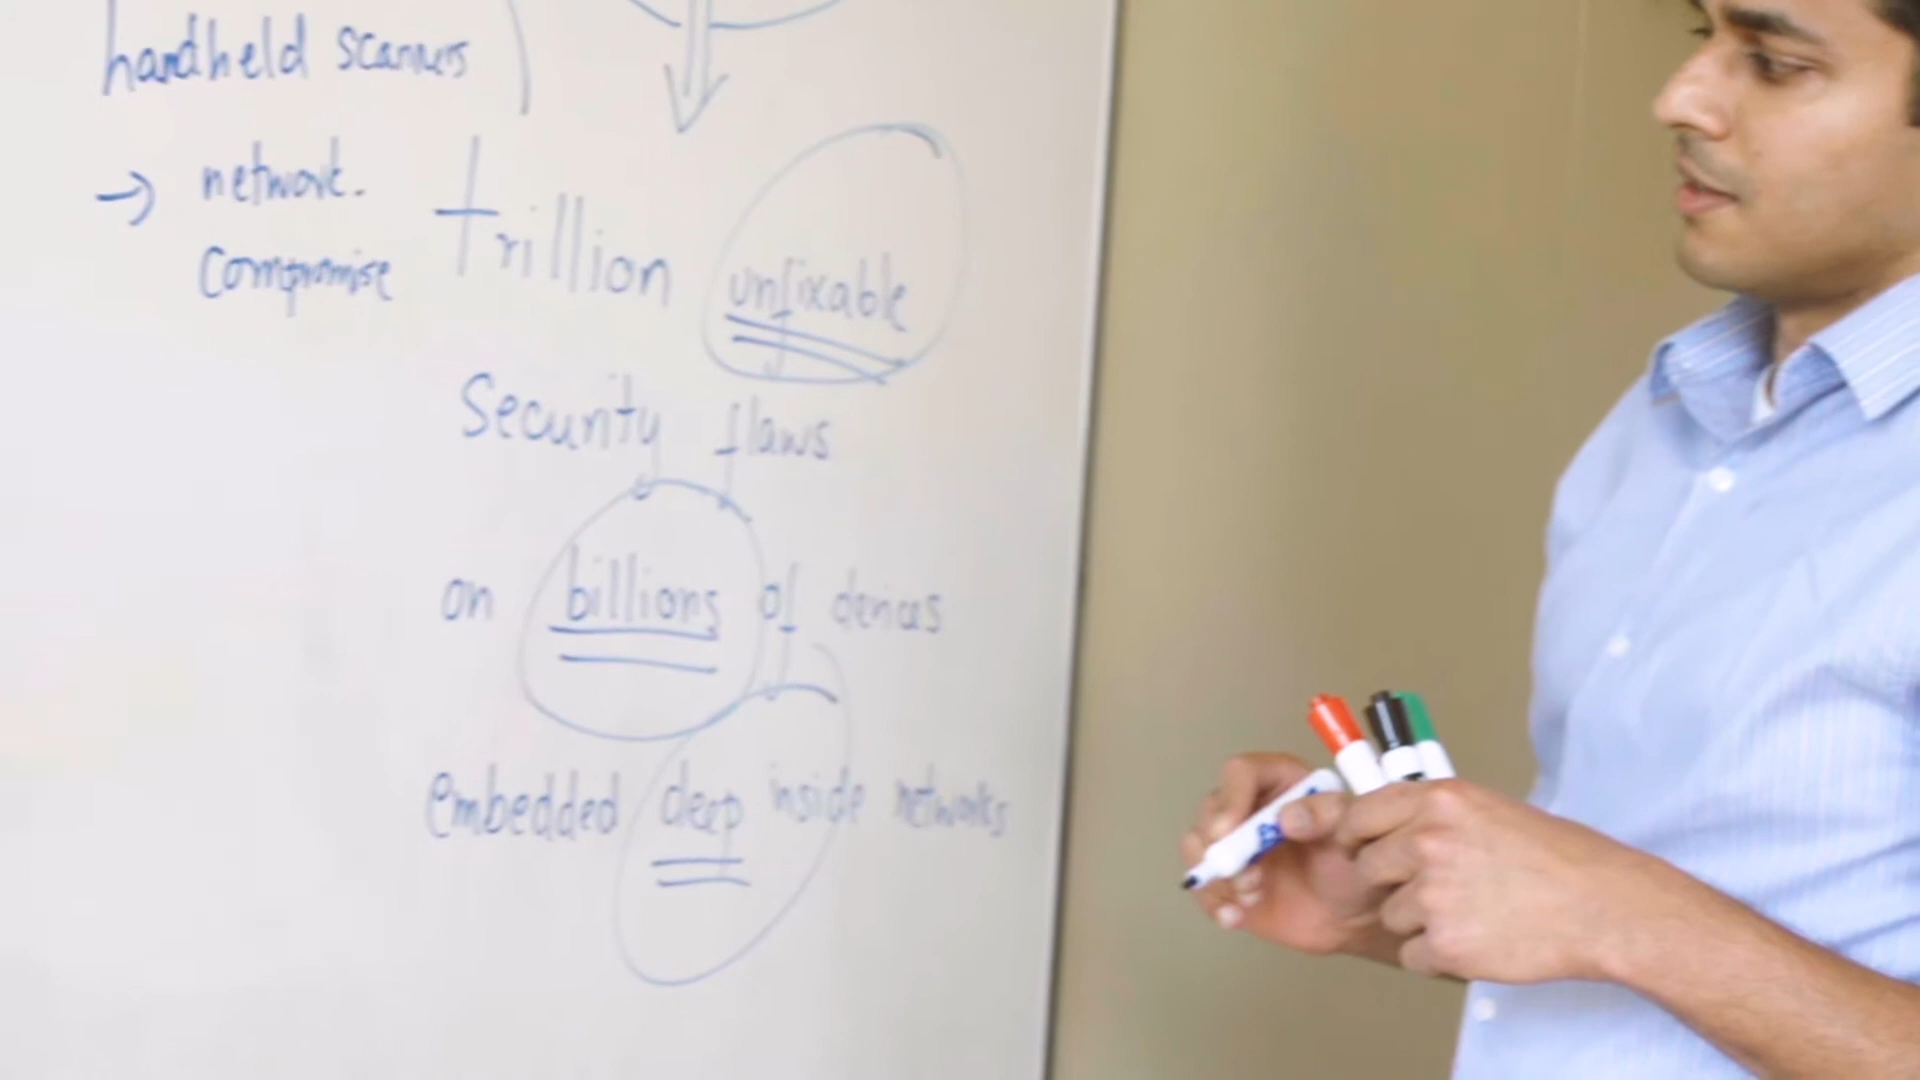 handheld scanners
→ network.
compromise
trillion unfixable
Security flaws
on billions of devices
embedded deep inside networks